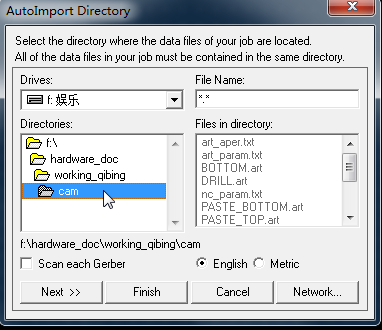 AutoImport Directory
Select the directory where the data files of your job are located.
All of the data files in your job must be contained in the same directory.
Drives:
File Name:
f: 娱乐
*.*
Directories:
Files in directory:
f:\
hardware_doc
working_qibing
cam
art_aper.txt
art_param.txt
BOTTOM.art
DRILL.art
nc_param.txt
PASTE_BOTTOM.art
PASTE_TOP.art
f:\hardware_doc\working_qibing\cam
Scan each Gerber
English
Metric
Next >>
Finish
Cancel
Network...